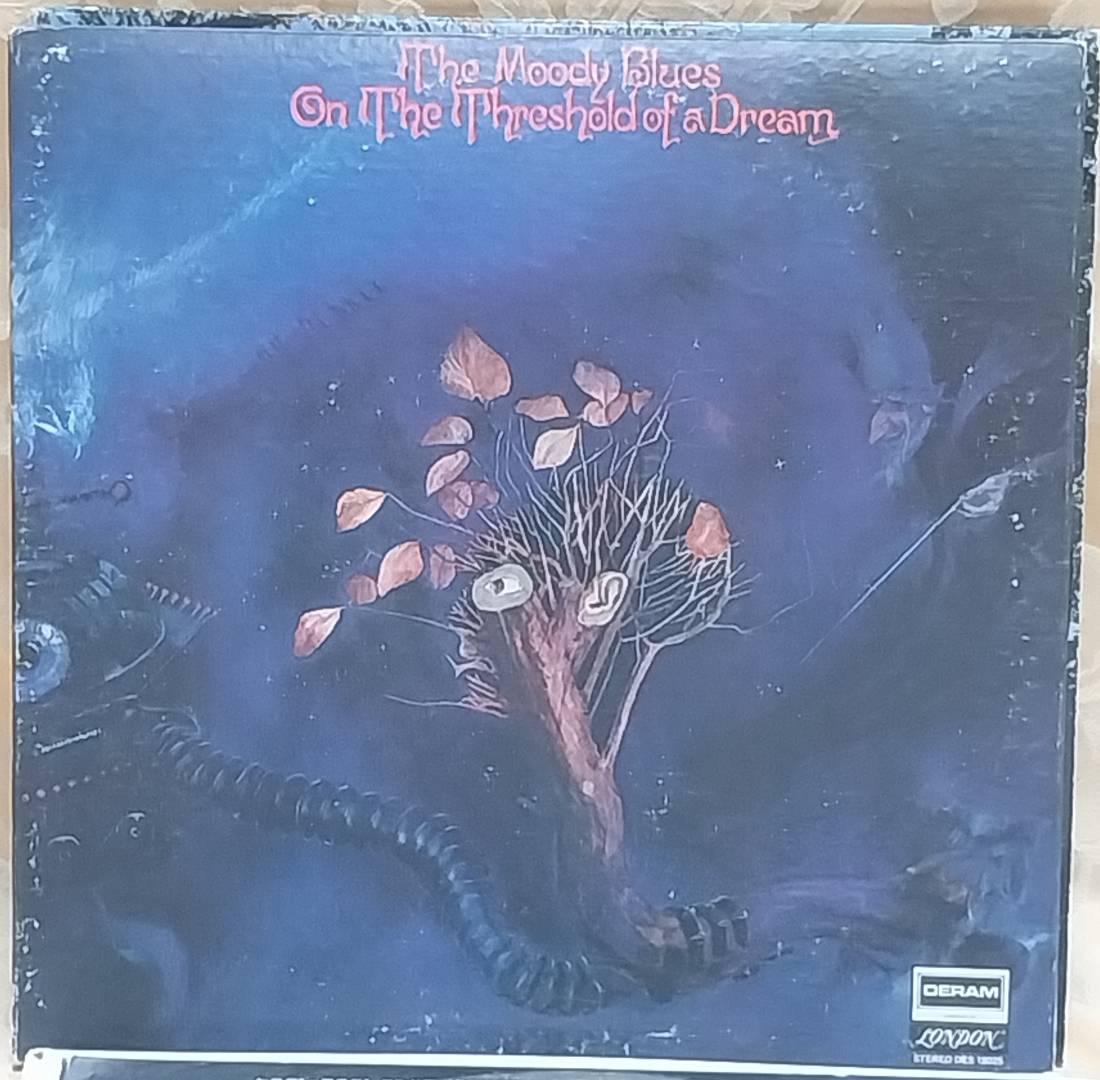 The Moody Blues
On The Threshold of a Dream
DERAM
LONDON
STEREO DES 18025